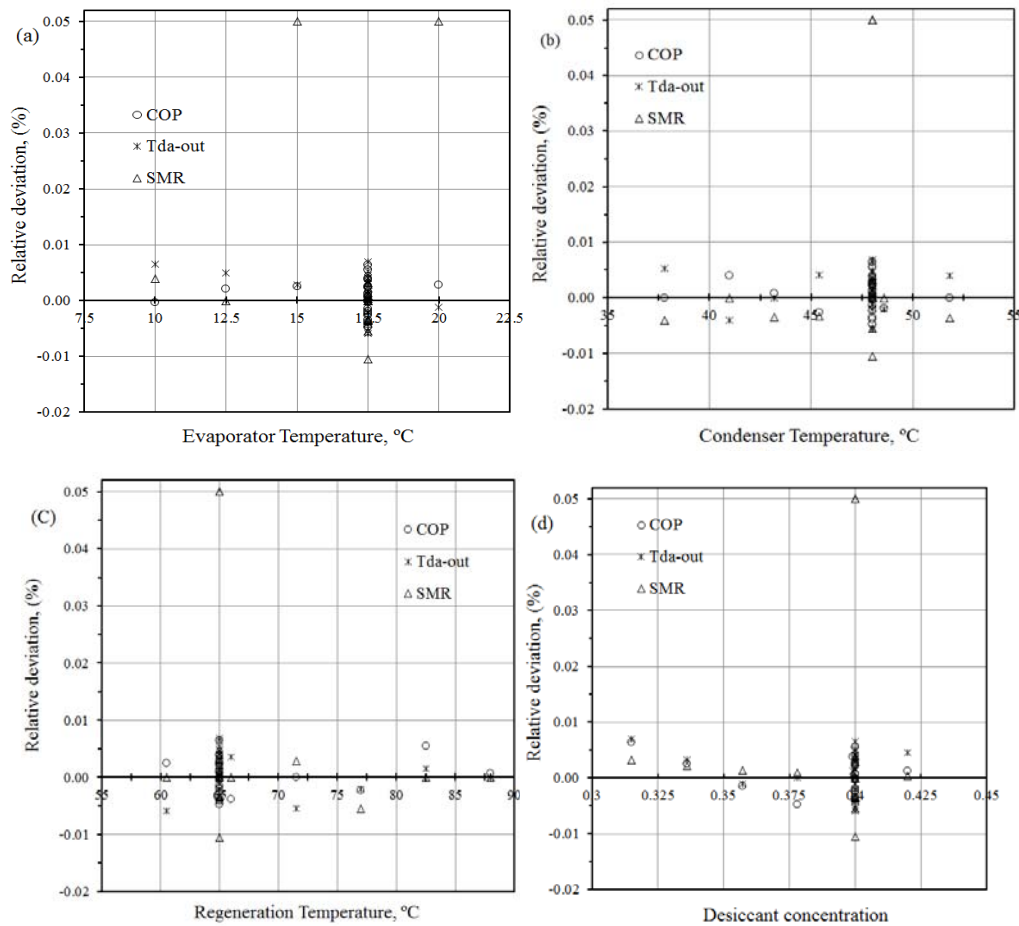 (a)
0.05
0.04
0.03
0.02
0.01
0.00
-0.01
-0.02
Relative deviation, (%)
COP
Tda-out
SMR
7.5 10 12.5 15 17.5 20 22.5
Evaporator Temperature, ºC
(b)
0.05
0.04
0.03
0.02
0.01
0.00
-0.01
-0.02
Relative deviation, (%)
COP
Tda-out
SMR
35 40 45 50 55
Condenser Temperature, ºC
(C)
0.05
0.04
0.03
0.02
0.01
0.00
-0.01
-0.02
Relative deviation, (%)
COP
Tda-out
SMR
55 60 65 70 75 80 85 90
Regeneration Temperature, ºC
(d)
0.05
0.04
0.03
0.02
0.01
0.00
-0.01
-0.02
Relative deviation, (%)
COP
Tda-out
SMR
0.3 0.325 0.35 0.375 0.4 0.425 0.45
Desiccant concentration